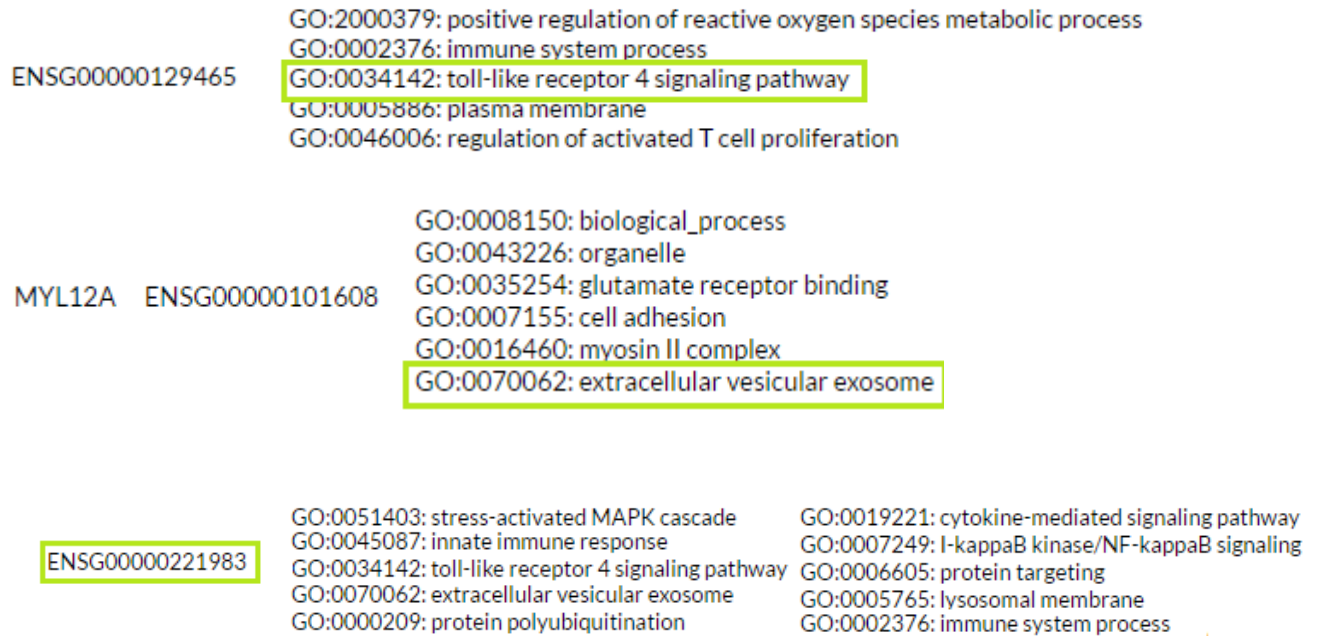 GO:2000379: positive regulation of reactive oxygen species metabolic process
GO:0002376: immune system process
ENSG00000129465
GO:0034142: toll-like receptor 4 signaling pathway
GO:0005886: plasma membrane
GO:0046006: regulation of activated T cell proliferation
GO:0008150: biological_process
GO:0043226: organelle
MYL12A ENSG00000101608
GO:0035254: glutamate receptor binding
GO:0007155: cell adhesion
GO:0016460: myosin II complex
GO:0070062: extracellular vesicular exosome
ENSG00000221983
GO:0051403: stress-activated MAPK cascade
GO:0045087: innate immune response
GO:0034142: toll-like receptor 4 signaling pathway
GO:0070062: extracellular vesicular exosome
GO:0000209: protein polyubiquitination
GO:0019221: cytokine-mediated signaling pathway
GO:0007249: I-kappaB kinase/NF-kappaB signaling
GO:0006605: protein targeting
GO:0005765: lysosomal membrane
GO:0002376: immune system process